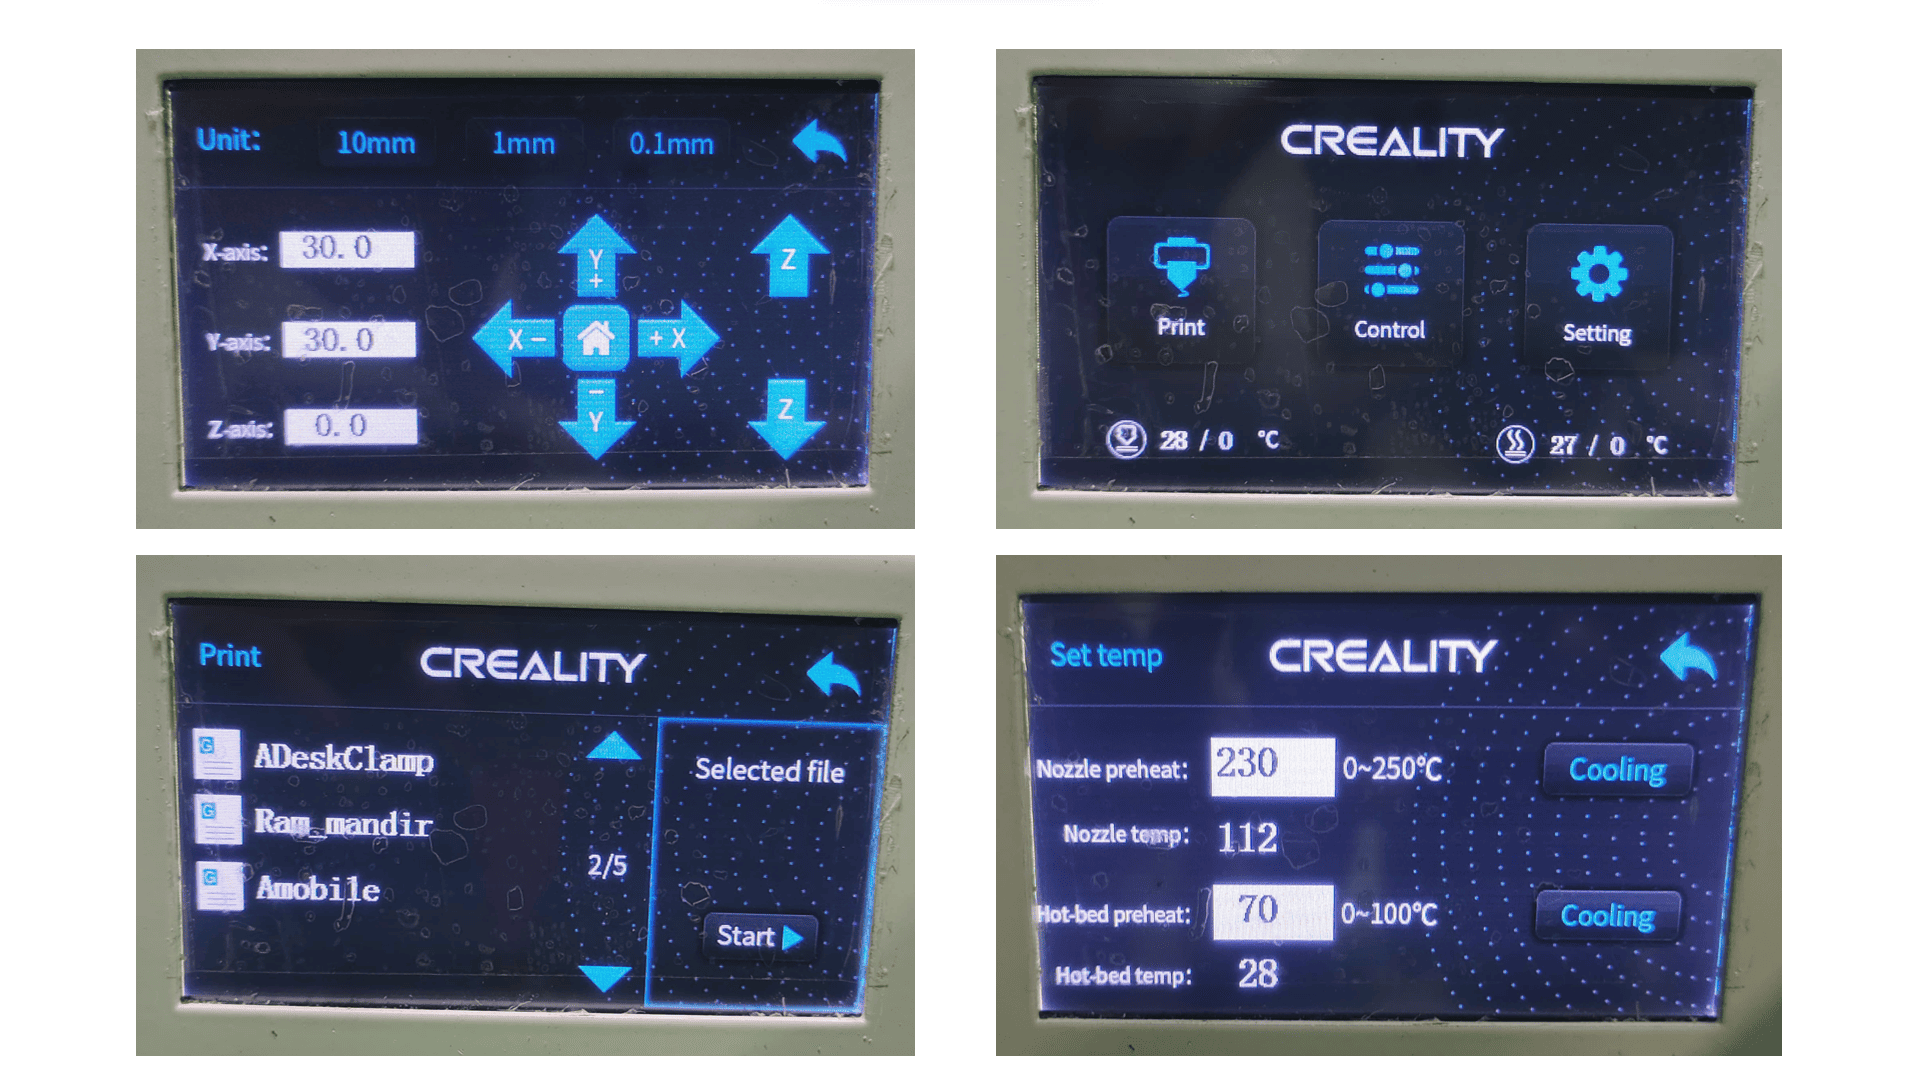 Unit: 10mm 1mm 0.1mm
X-axis: 30.0
Y-axis: 30.0
Z-axis: 0.0
Y +
X - + X
- Y
Z
Z
CREALITY
Print Control Setting
28 / 0 °C 27 / 0 °C
Print CREALITY
G ADeskClamp
G Ram_mandir
G Amobile
2/5
Selected file
Start
Set temp CREALITY
Nozzle preheat: 230 0~250°C Cooling
Nozzle temp: 112
Hot-bed preheat: 70 0~100°C Cooling
Hot-bed temp: 28